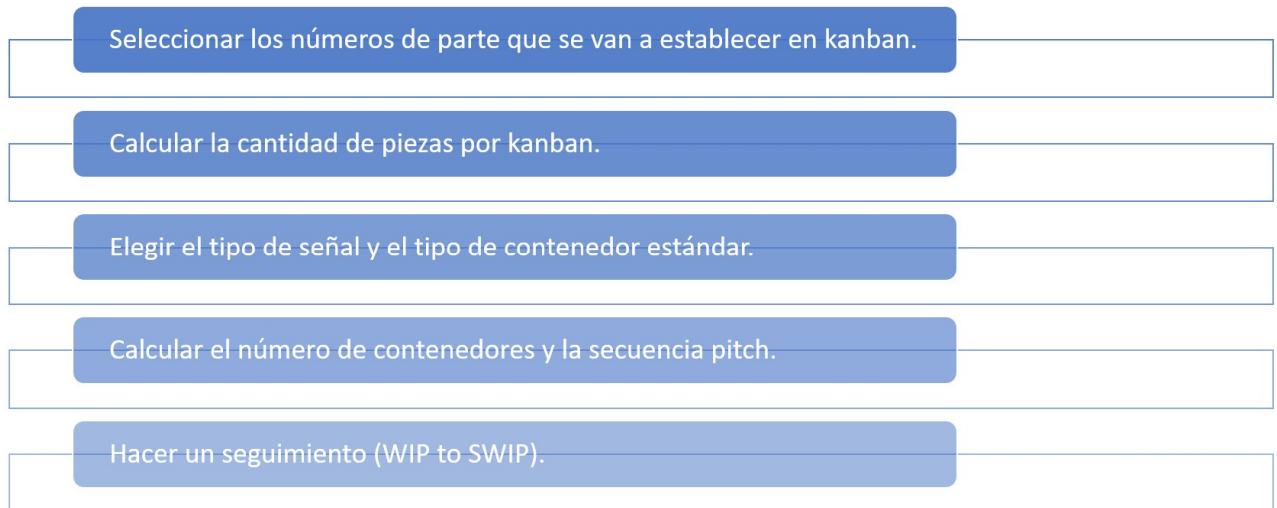 Seleccionar los números de parte que se van a establecer en kanban.
Calcular la cantidad de piezas por kanban.
Elegir el tipo de señal y el tipo de contenedor estándar.
Calcular el número de contenedores y la secuencia pitch.
Hacer un seguimiento (WIP to SWIP).